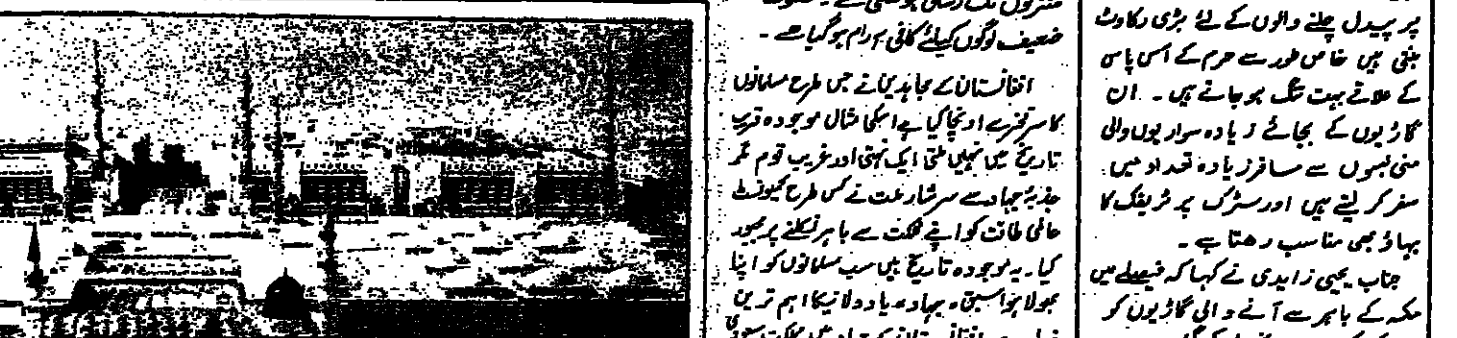 پر پیدل چلنے والوں کے لئے بڑی رکاوٹ
بنتی ہیں خاص طور سے حرم کے آس پاس
کے علاقے بہت تنگ ہو جاتے ہیں ۔ ان
گاڑیوں کے بجائے زیادہ سواریوں والی
منی بسوں سے مسافر زیادہ تعداد میں
سفر کر لیتے ہیں اور سڑک پر ٹریفک کا
بہاؤ بھی مناسب رھتا ہے ۔
جناب یحیی زایدی نے کہا کہ فیصلے میں
مکہ کے باہر سے آنے والی گاڑیوں کو
ضعیف لوگوں کیلئے کافی آرام ہو گیا ہے ۔
افغانستان کے مجاہدین نے جس طرح مسلمانوں
کا سر فخر سے اونچا کیا ہے اسکی مثال موجودہ قریب
تاریخ میں نہیں ملتی ایک نہتی اور غریب قوم مگر
جذبۂ جہاد سے سرشار ملت نے کس طرح کمیونسٹ
عالمی طاقت کو اپنے ملک سے باہر نکلنے پر مجبور
کیا ۔ یہ موجودہ تاریخ میں سب مسلمانوں کو اپنا
بھولا ہوا سبق ، جہاد ، یاد دلانیکا اہم ترین